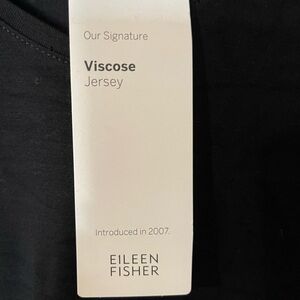 Our Signature
Viscose
Jersey
Introduced in 2007.
EILEEN
FISHER